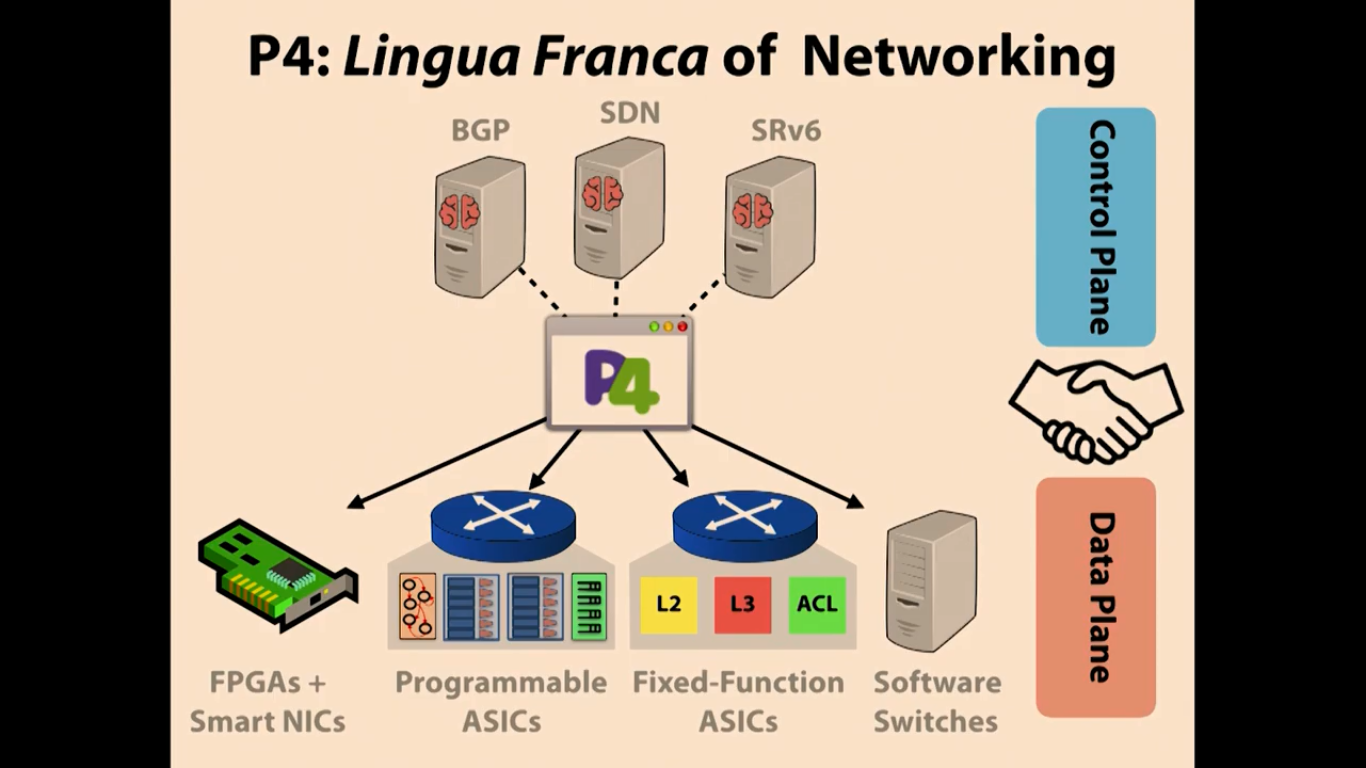 P4: Lingua Franca of Networking
BGP
SDN
SRv6
Control Plane
P4
Data Plane
L2
L3
ACL
FPGAs +
Smart NICs
Programmable
ASICs
Fixed-Function
ASICs
Software
Switches